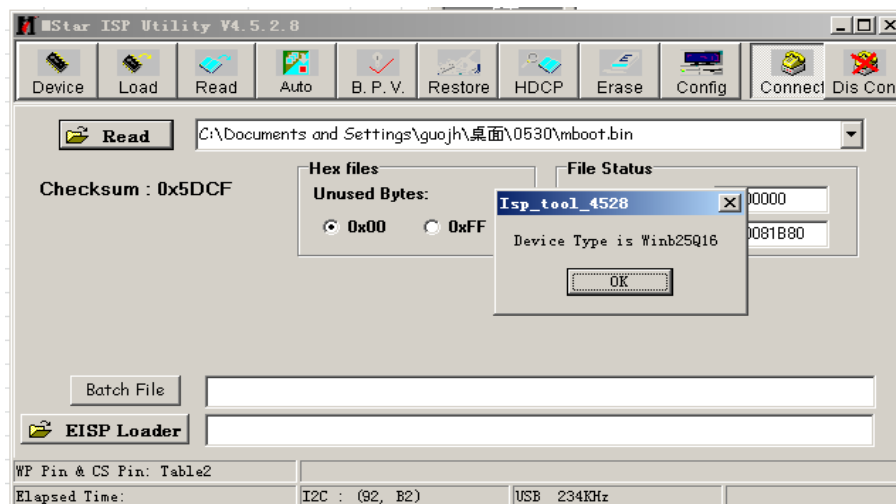 MStar ISP Utility V4.5.2.8
Device Load Read Auto B.P.V. Restore HDCP Erase Config Connect Dis Con
Read C:\Documents and Settings\guojh\桌面\0530\mboot.bin
Checksum : 0x5DCF
Hex files
Unused Bytes:
0x00 0xFF
File Status
00000
081B80
Isp_tool_4528
Device Type is Winb25Q16
OK
Batch File
EISP Loader
WP Pin & CS Pin: Table2
Elapsed Time: I2C : (92, B2) USB 234KHz